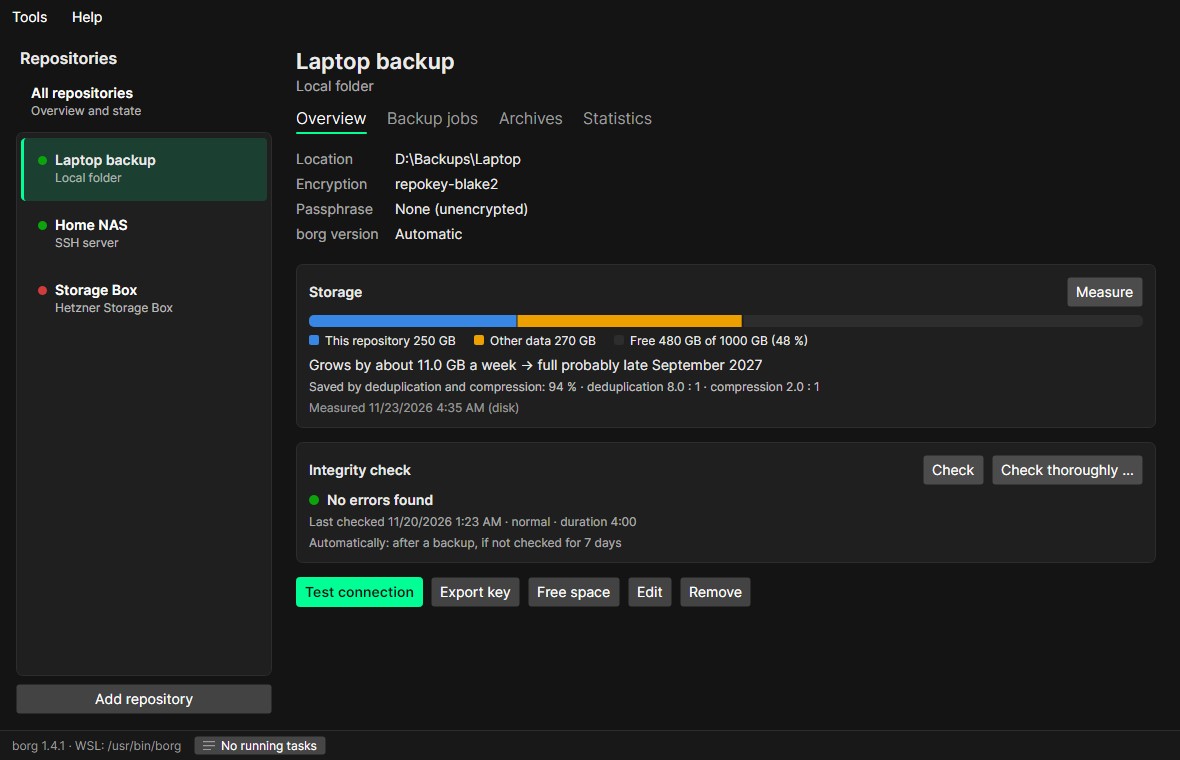 Tools Help
Repositories
All repositories
Overview and state
Laptop backup
Local folder
Home NAS
SSH server
Storage Box
Hetzner Storage Box
Add repository
Laptop backup
Local folder
Overview Backup jobs Archives Statistics
Location D:\Backups\Laptop
Encryption repokey-blake2
Passphrase None (unencrypted)
borg version Automatic
Storage Measure
This repository 250 GB Other data 270 GB Free 480 GB of 1000 GB (48 %)
Grows by about 11.0 GB a week → full probably late September 2027
Saved by deduplication and compression: 94 % · deduplication 8.0 : 1 · compression 2.0 : 1
Measured 11/23/2026 4:35 AM (disk)
Integrity check Check Check thoroughly ...
No errors found
Last checked 11/20/2026 1:23 AM · normal · duration 4:00
Automatically: after a backup, if not checked for 7 days
Test connection Export key Free space Edit Remove
borg 1.4.1 · WSL: /usr/bin/borg No running tasks